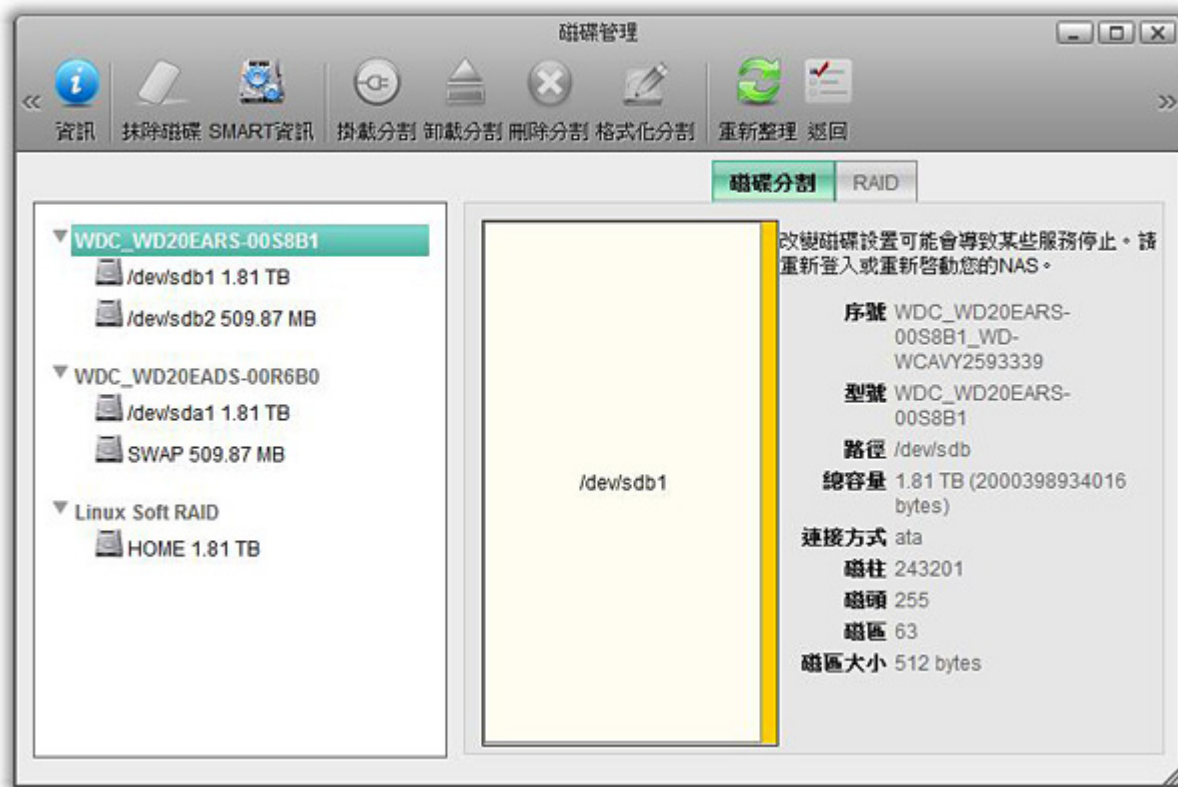 磁碟管理
«
資訊 抹除磁碟 SMART資訊 掛載分割 卸載分割 刪除分割 格式化分割 重新整理 返回
»
磁碟分割 RAID
WDC_WD20EARS-00S8B1
/dev/sdb1 1.81 TB
/dev/sdb2 509.87 MB
WDC_WD20EADS-00R6B0
/dev/sda1 1.81 TB
SWAP 509.87 MB
Linux Soft RAID
HOME 1.81 TB
/dev/sdb1
改變磁碟設置可能會導致某些服務停止。請
重新登入或重新啓動您的NAS。
序號 WDC_WD20EARS-
00S8B1_WD-
WCAVY2593339
型號 WDC_WD20EARS-
00S8B1
路徑 /dev/sdb
總容量 1.81 TB (2000398934016
bytes)
連接方式 ata
磁柱 243201
磁頭 255
磁區 63
磁區大小 512 bytes